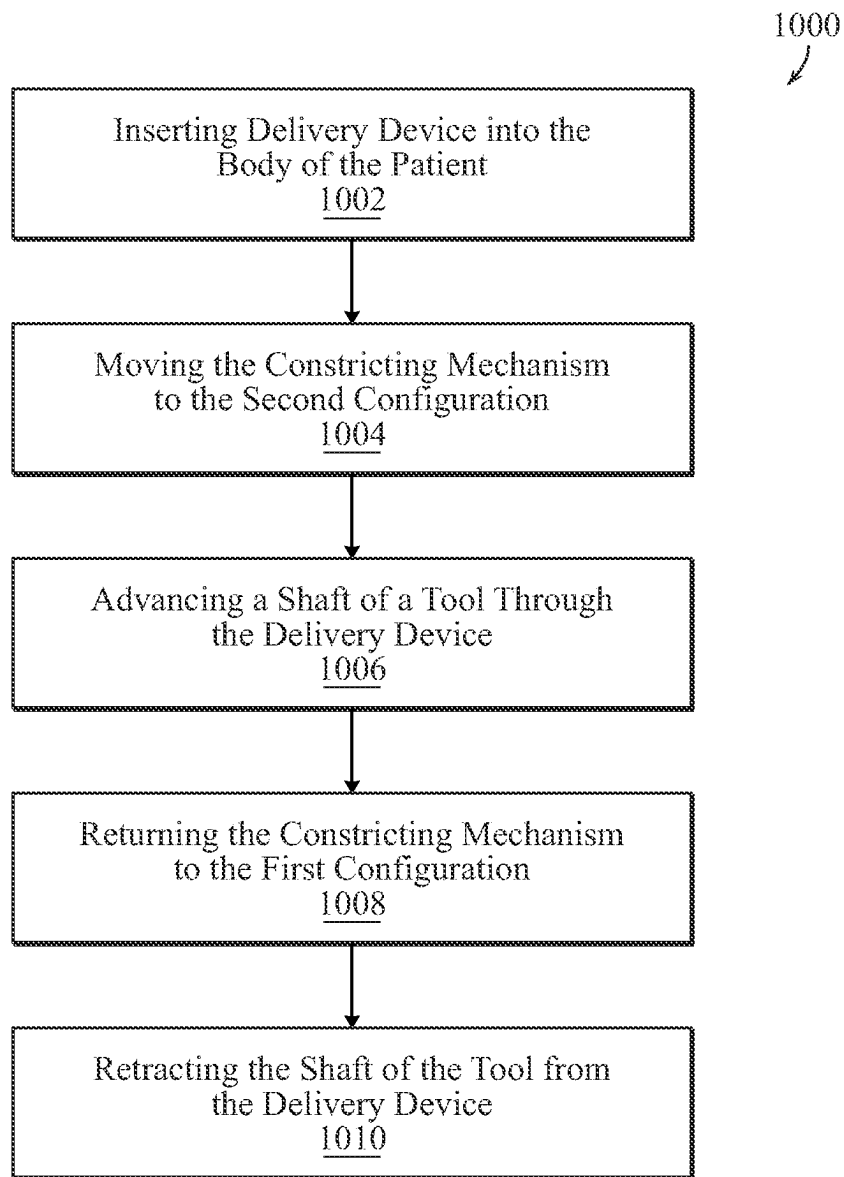 1000
Inserting Delivery Device into the
Body of the Patient
1002
Moving the Constricting Mechanism
to the Second Configuration
1004
Advancing a Shaft of a Tool Through
the Delivery Device
1006
Returning the Constricting Mechanism
to the First Configuration
1008
Retracting the Shaft of the Tool from
the Delivery Device
1010